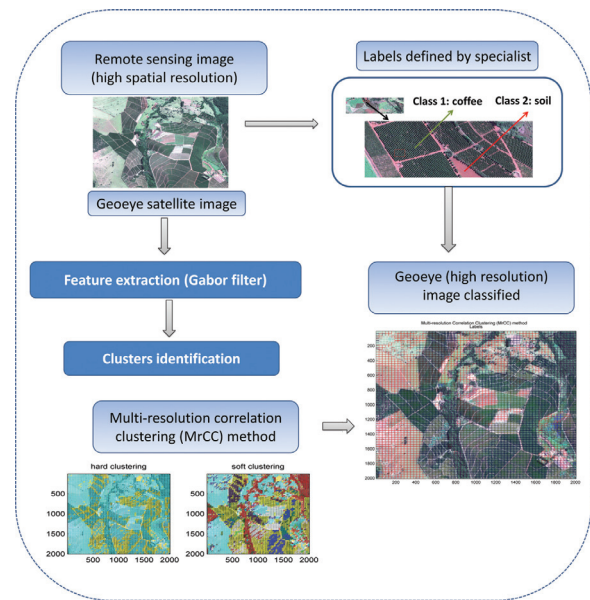 Remote sensing image
(high spatial resolution)
Labels defined by specialist
Class 1: coffee
Class 2: soil
Geoeye satellite image
Feature extraction (Gabor filter)
Geoeye (high resolution)
image classified
Clusters identification
Multi-resolution Correlation Clustering (MrCC) method
Labels
0
200
400
600
800
1000
1200
1400
1600
1800
2000
200 400 600 800 1000 1200 1400 1600 1800 2000
Multi-resolution correlation
clustering (MrCC) method
hard clustering
500
1000
1500
2000
500 1000 1500 2000
soft clustering
500
1000
1500
2000
500 1000 1500 2000